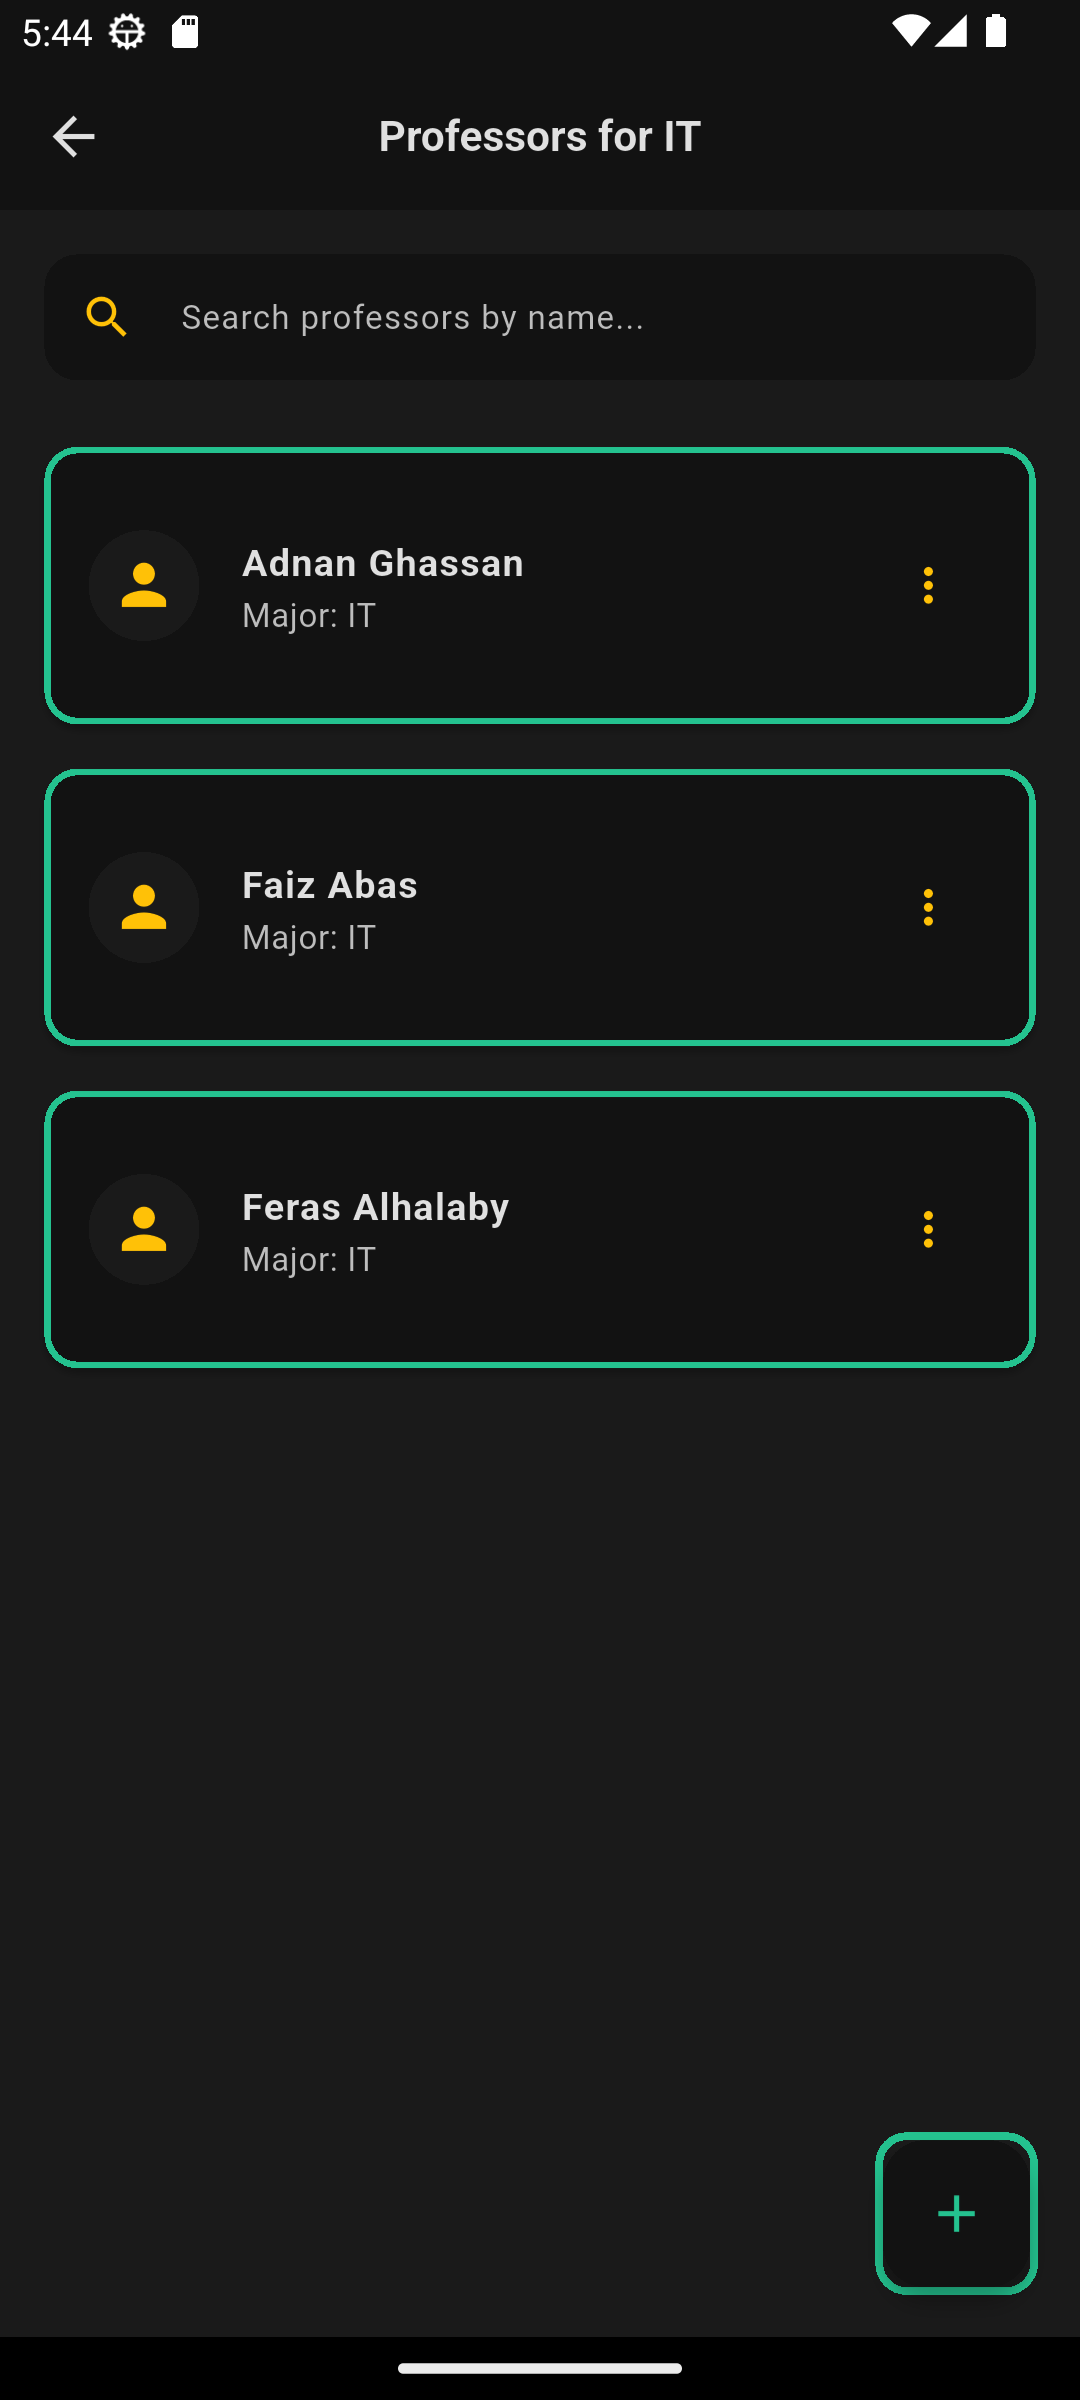 5:44
Professors for IT
Search professors by name...
Adnan Ghassan
Major: IT
Faiz Abas
Major: IT
Feras Alhalaby
Major: IT